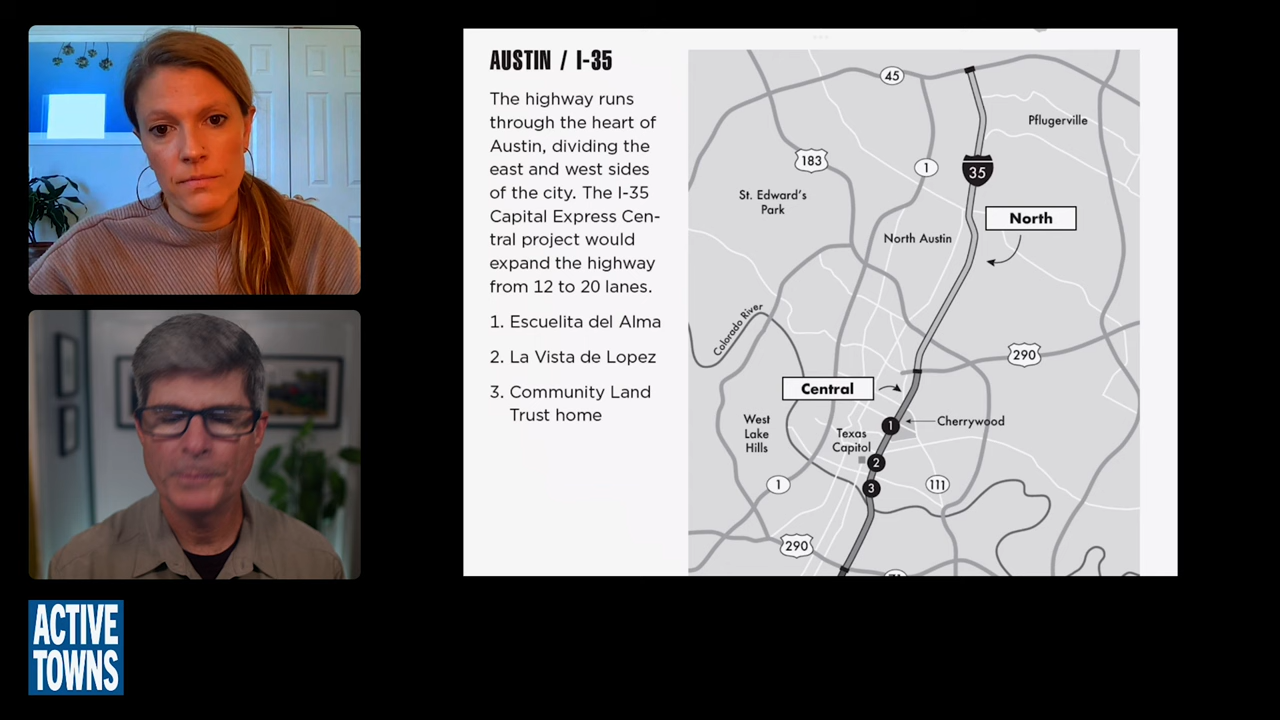 AUSTIN / I-35
The highway runs
through the heart of
Austin, dividing the
east and west sides
of the city. The I-35
Capital Express Cen-
tral project would
expand the highway
from 12 to 20 lanes.
1. Escuelita del Alma
2. La Vista de Lopez
3. Community Land
Trust home
45
Pflugerville
183
1
35
St. Edward's
Park
North
North Austin
Colorado River
290
Central
1
Cherrywood
West
Lake
Hills
Texas
Capitol
2
1
3
111
290
ACTIVE
TOWNS